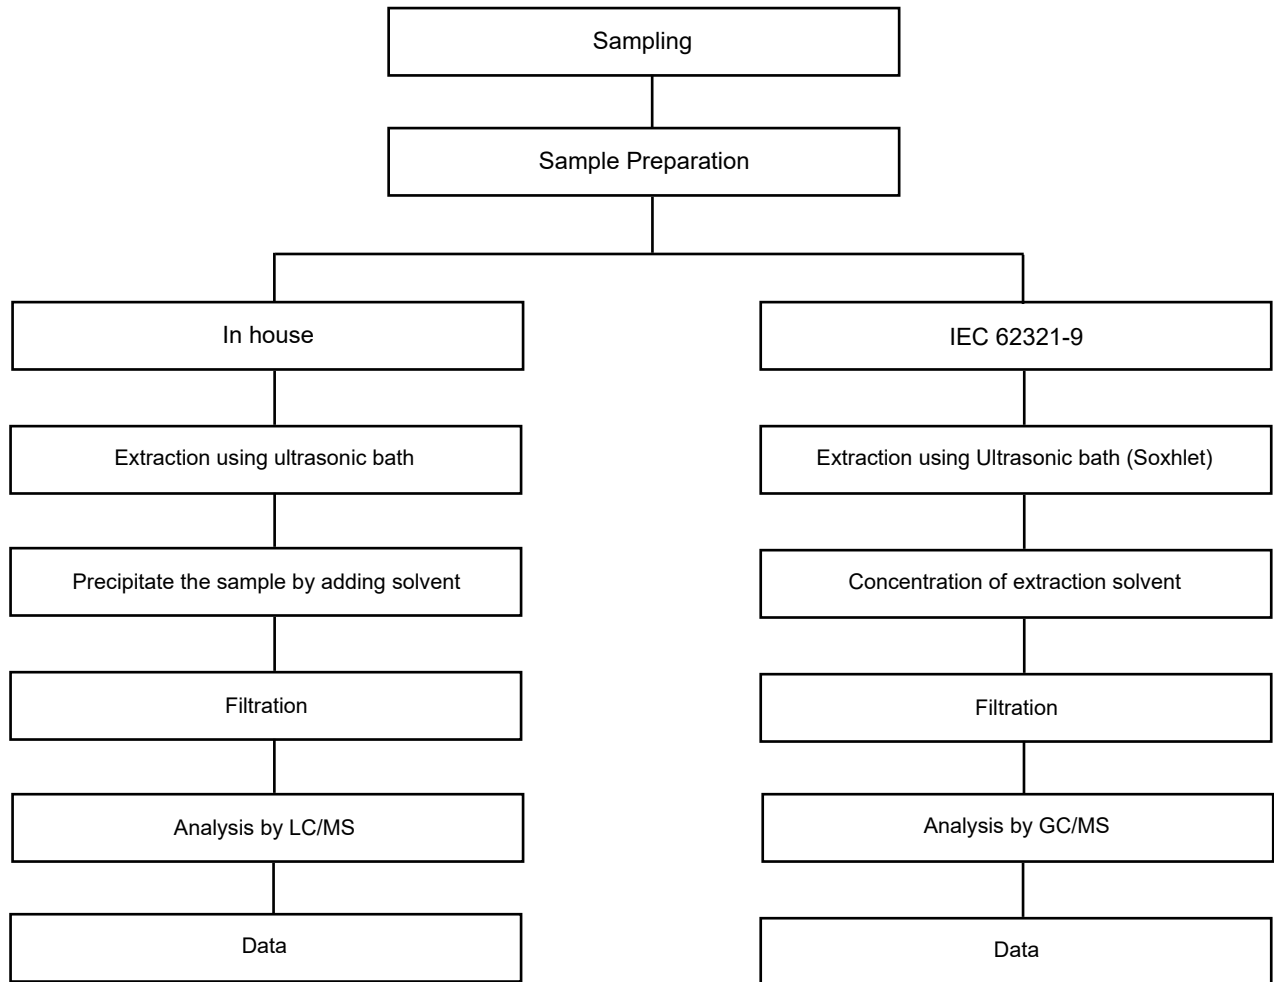 Sampling
Sample Preparation
In house
IEC 62321-9
Extraction using ultrasonic bath
Extraction using Ultrasonic bath (Soxhlet)
Precipitate the sample by adding solvent
Concentration of extraction solvent
Filtration
Filtration
Analysis by LC/MS
Analysis by GC/MS
Data
Data